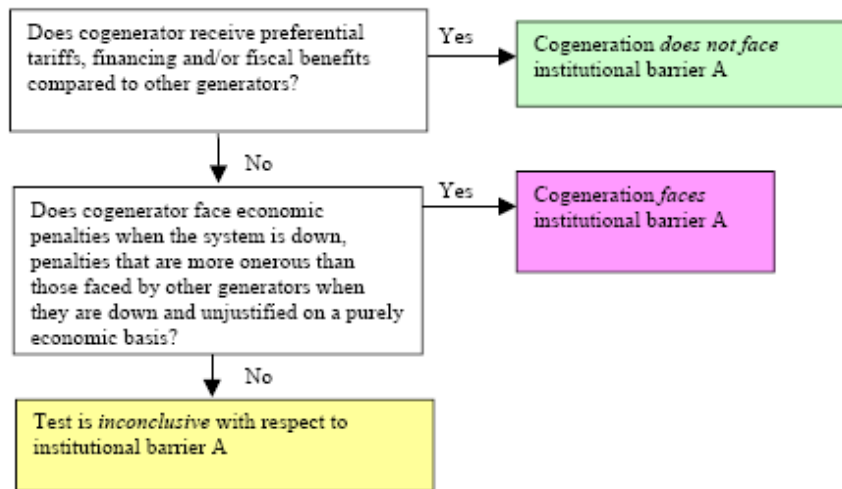 Does cogenerator receive preferential
tariffs, financing and/or fiscal benefits
compared to other generators?
Yes
Cogeneration does not face
institutional barrier A
No
Does cogenerator face economic
penalties when the system is down,
penalties that are more onerous than
those faced by other generators when
they are down and unjustified on a purely
economic basis?
Yes
Cogeneration faces
institutional barrier A
No
Test is inconclusive with respect to
institutional barrier A